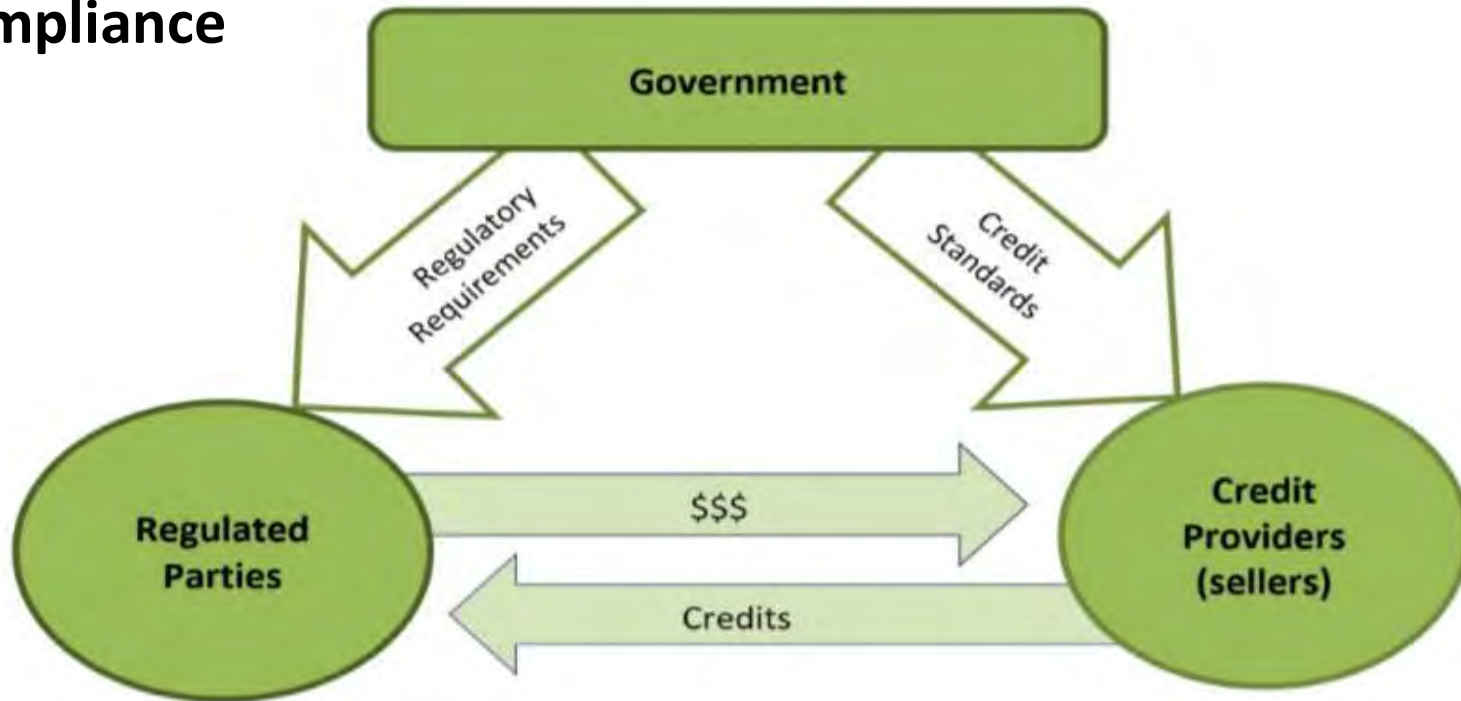 mpliance
Government
Regulatory
Requirements
Credit
Standards
$$$
Credits
Regulated
Parties
Credit
Providers
(sellers)